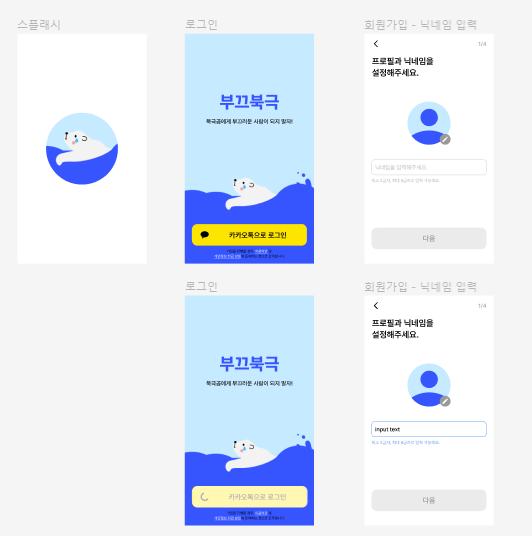 스플래시
로그인
부끄북극
북극곰에게 부끄러운 사람이 되지 말자!
카카오톡으로 로그인
회원가입 - 닉네임 입력
1/4
프로필과 닉네임을
설정해주세요.
닉네임을 입력해주세요.
다음
로그인
부끄북극
북극곰에게 부끄러운 사람이 되지 말자!
카카오톡으로 로그인
회원가입 - 닉네임 입력
1/4
프로필과 닉네임을
설정해주세요.
input text
다음